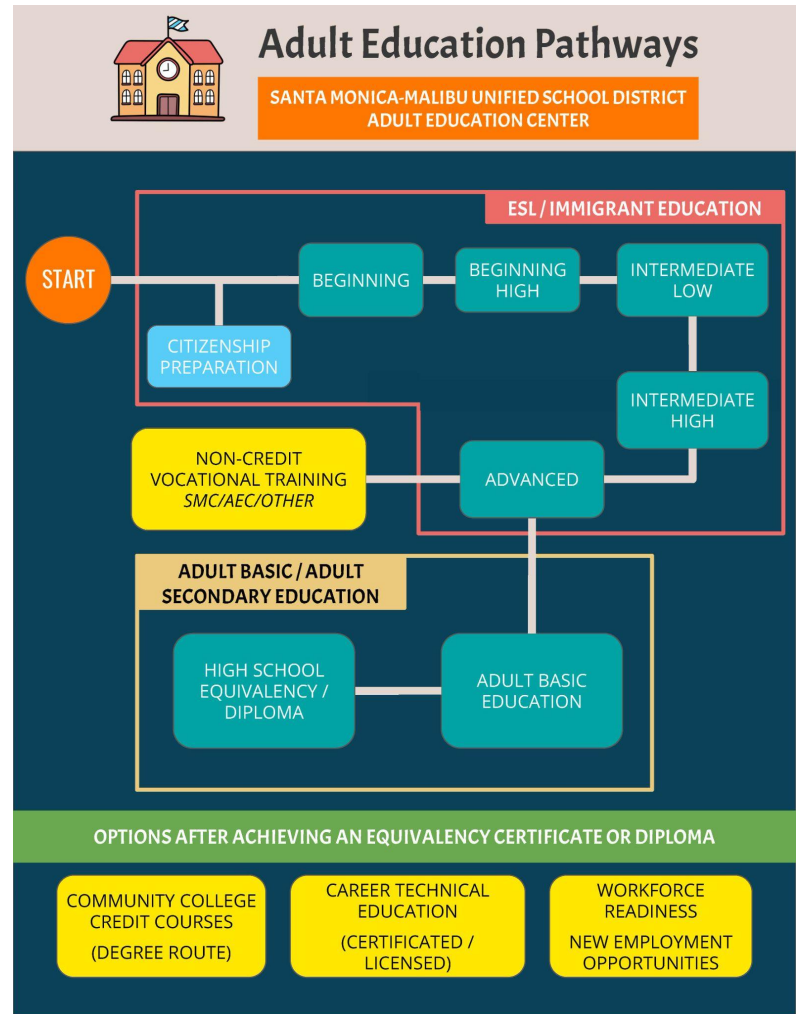 Adult Education Pathways
SANTA MONICA-MALIBU UNIFIED SCHOOL DISTRICT
ADULT EDUCATION CENTER
ESL / IMMIGRANT EDUCATION
START
BEGINNING
BEGINNING
HIGH
INTERMEDIATE
LOW
CITIZENSHIP
PREPARATION
INTERMEDIATE
HIGH
NON-CREDIT
VOCATIONAL TRAINING
SMC/AEC/OTHER
ADVANCED
ADULT BASIC / ADULT
SECONDARY EDUCATION
HIGH SCHOOL
EQUIVALENCY /
DIPLOMA
ADULT BASIC
EDUCATION
OPTIONS AFTER ACHIEVING AN EQUIVALENCY CERTIFICATE OR DIPLOMA
COMMUNITY COLLEGE
CREDIT COURSES
(DEGREE ROUTE)
CAREER TECHNICAL
EDUCATION
(CERTIFICATED /
LICENSED)
WORKFORCE
READINESS
NEW EMPLOYMENT
OPPORTUNITIES